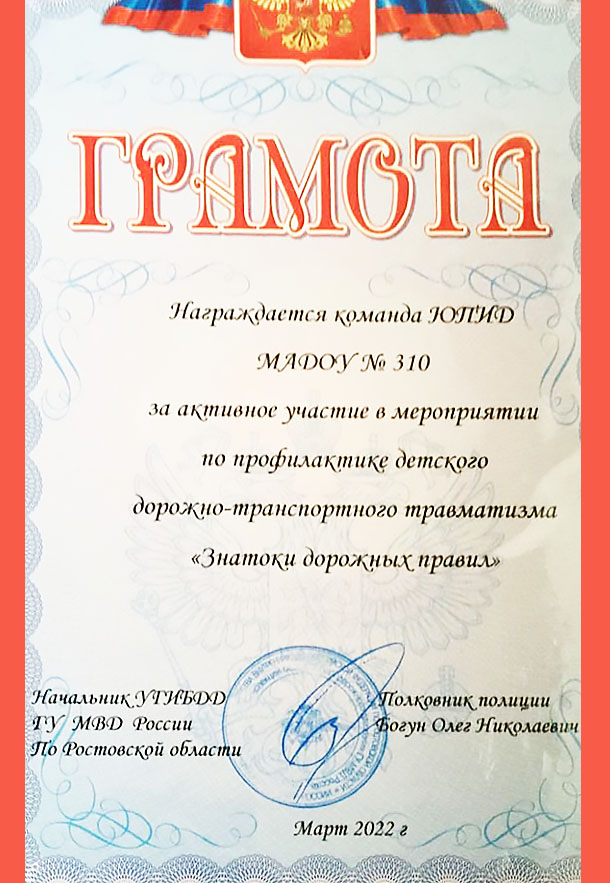 ГРАМОТА
Награждается команда ЮПИД
МАДОУ № 310
за активное участие в мероприятии
по профилактике детского
дорожно-транспортного травматизма
«Знатоки дорожных правил»
Начальник УГИБДД
ГУ МВД России
По Ростовской области
Полковник полиции
Богун Олег Николаевич
Март 2022 г